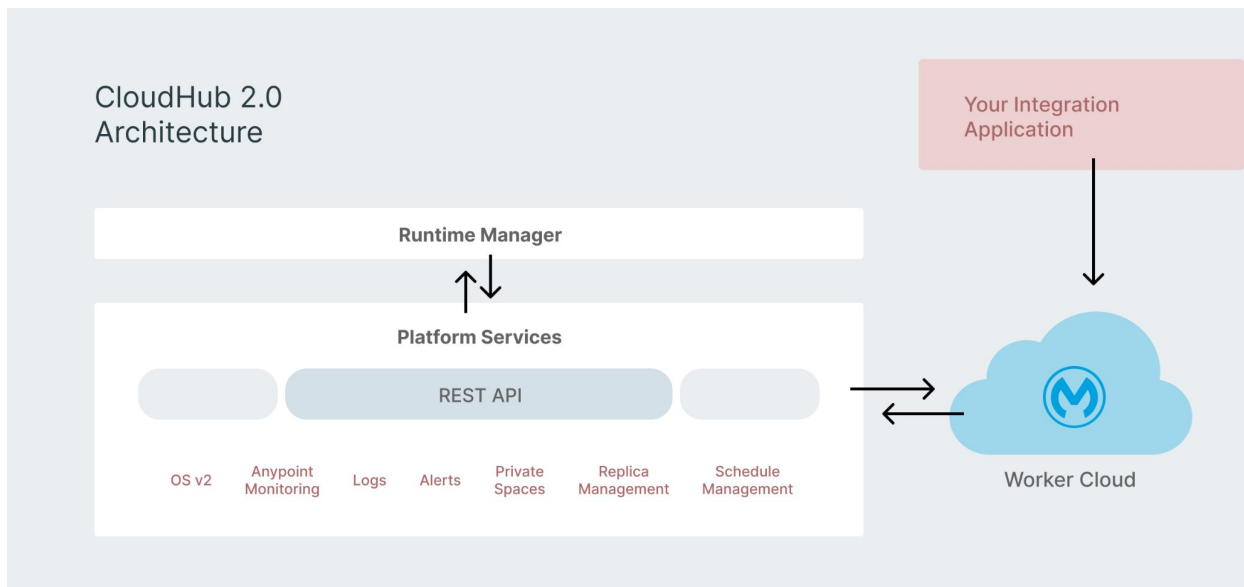 CloudHub 2.0
Architecture
Your Integration
Application
Runtime Manager
Platform Services
REST API
OS v2
Anypoint
Monitoring
Logs
Alerts
Private
Spaces
Replica
Management
Schedule
Management
Worker Cloud